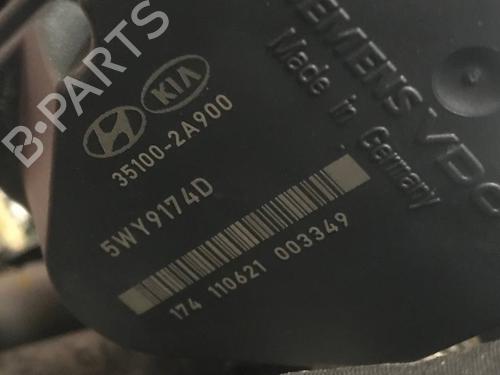 B-PARTS
KIA
35100-2A900
5WY9174D
174 110621 003349
SIEMENS VDO
Made in Germany